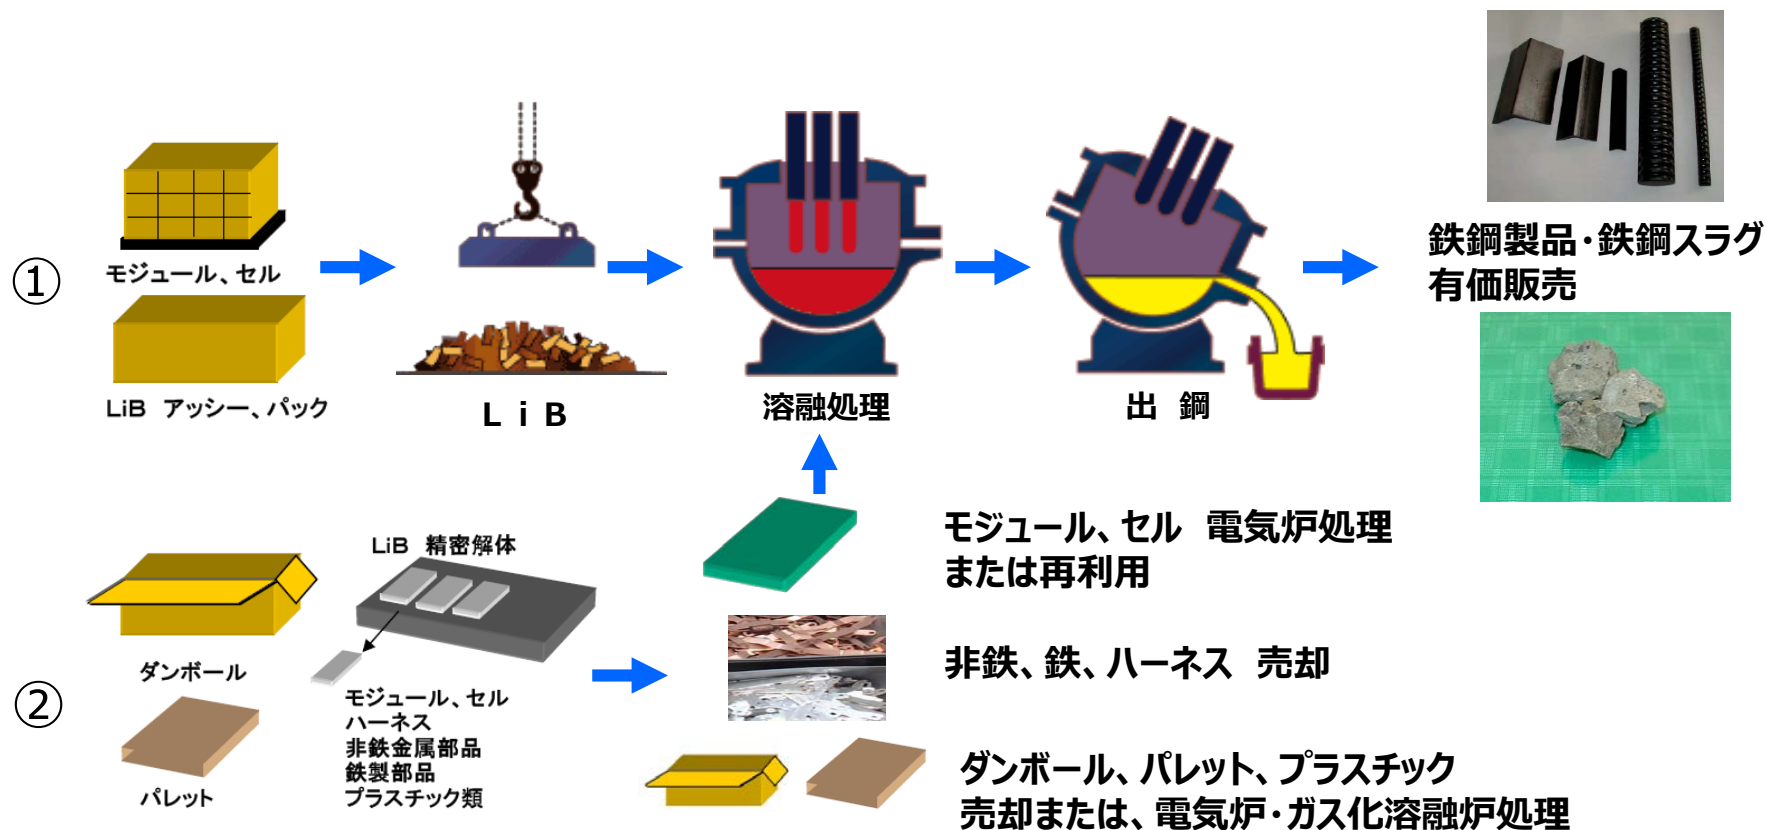 ①
モジュール、セル
LiB アッシー、パック
LiB
溶融処理
出 鋼
鉄鋼製品・鉄鋼スラグ
有価販売
②
ダンボール
パレット
LiB 精密解体
モジュール、セル
ハーネス
非鉄金属部品
鉄製部品
プラスチック類
モジュール、セル 電気炉処理
または再利用
非鉄、鉄、ハーネス 売却
ダンボール、パレット、プラスチック
売却または、電気炉・ガス化溶融炉処理